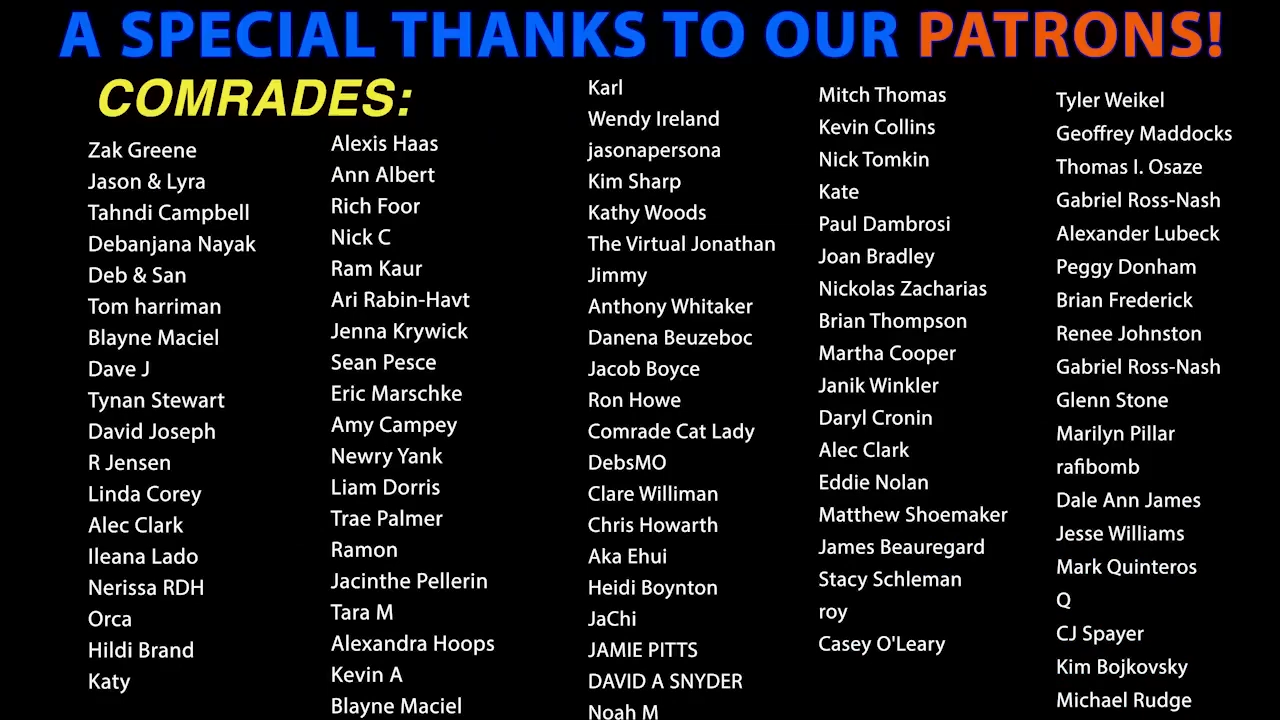 A SPECIAL THANKS TO OUR PATRONS!
COMRADES:
Zak Greene
Jason & Lyra
Tahndi Campbell
Debanjana Nayak
Deb & San
Tom harriman
Blayne Maciel
Dave J
Tynan Stewart
David Joseph
R Jensen
Linda Corey
Alec Clark
Ileana Lado
Nerissa RDH
Orca
Hildi Brand
Katy
Alexis Haas
Ann Albert
Rich Foor
Nick C
Ram Kaur
Ari Rabin-Havt
Jenna Krywick
Sean Pesce
Eric Marschke
Amy Campey
Newry Yank
Liam Dorris
Trae Palmer
Ramon
Jacinthe Pellerin
Tara M
Alexandra Hoops
Kevin A
Blayne Maciel
Karl
Wendy Ireland
jasonapersona
Kim Sharp
Kathy Woods
The Virtual Jonathan
Jimmy
Anthony Whitaker
Danena Beuzeboc
Jacob Boyce
Ron Howe
Comrade Cat Lady
DebsMO
Clare Williman
Chris Howarth
Aka Ehui
Heidi Boynton
JaChi
JAMIE PITTS
DAVID A SNYDER
Noah M
Mitch Thomas
Kevin Collins
Nick Tomkin
Kate
Paul Dambrosi
Joan Bradley
Nickolas Zacharias
Brian Thompson
Martha Cooper
Janik Winkler
Daryl Cronin
Alec Clark
Eddie Nolan
Matthew Shoemaker
James Beauregard
Stacy Schleman
roy
Casey O'Leary
Tyler Weikel
Geoffrey Maddocks
Thomas I. Osaze
Gabriel Ross-Nash
Alexander Lubeck
Peggy Donham
Brian Frederick
Renee Johnston
Gabriel Ross-Nash
Glenn Stone
Marilyn Pillar
rafibomb
Dale Ann James
Jesse Williams
Mark Quinteros
Q
CJ Spayer
Kim Bojkovsky
Michael Rudge